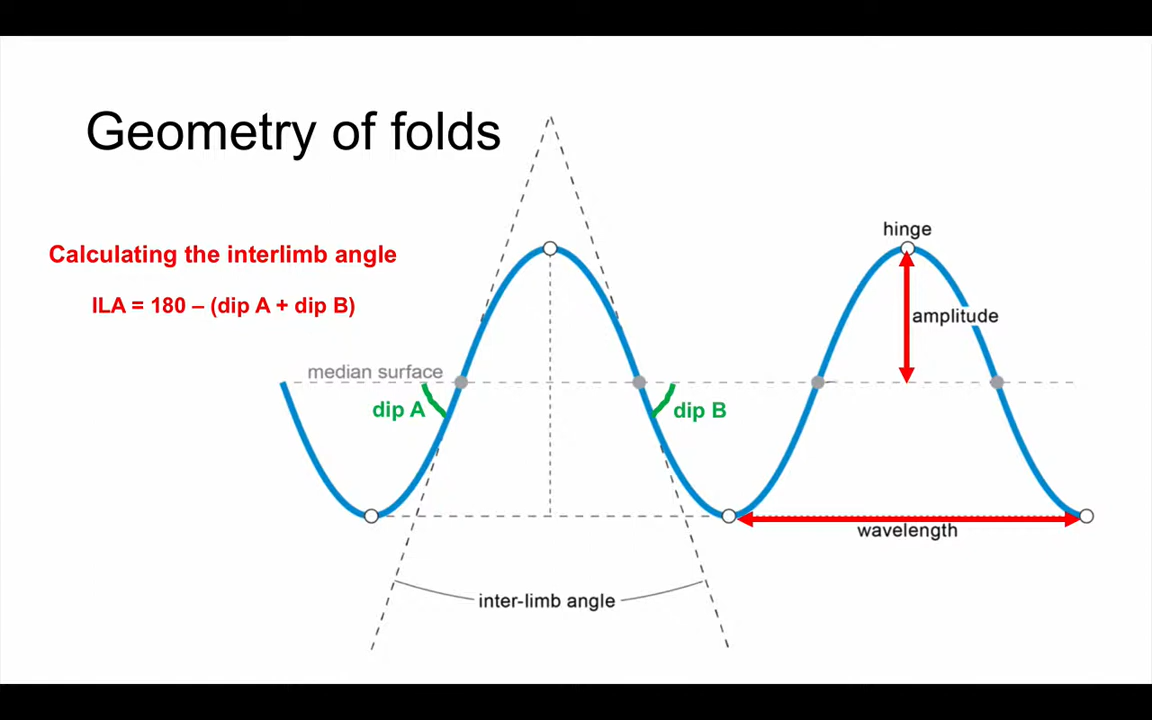 Geometry of folds
Calculating the interlimb angle
ILA = 180 – (dip A + dip B)
hinge
amplitude
median surface
dip A
dip B
wavelength
inter-limb angle